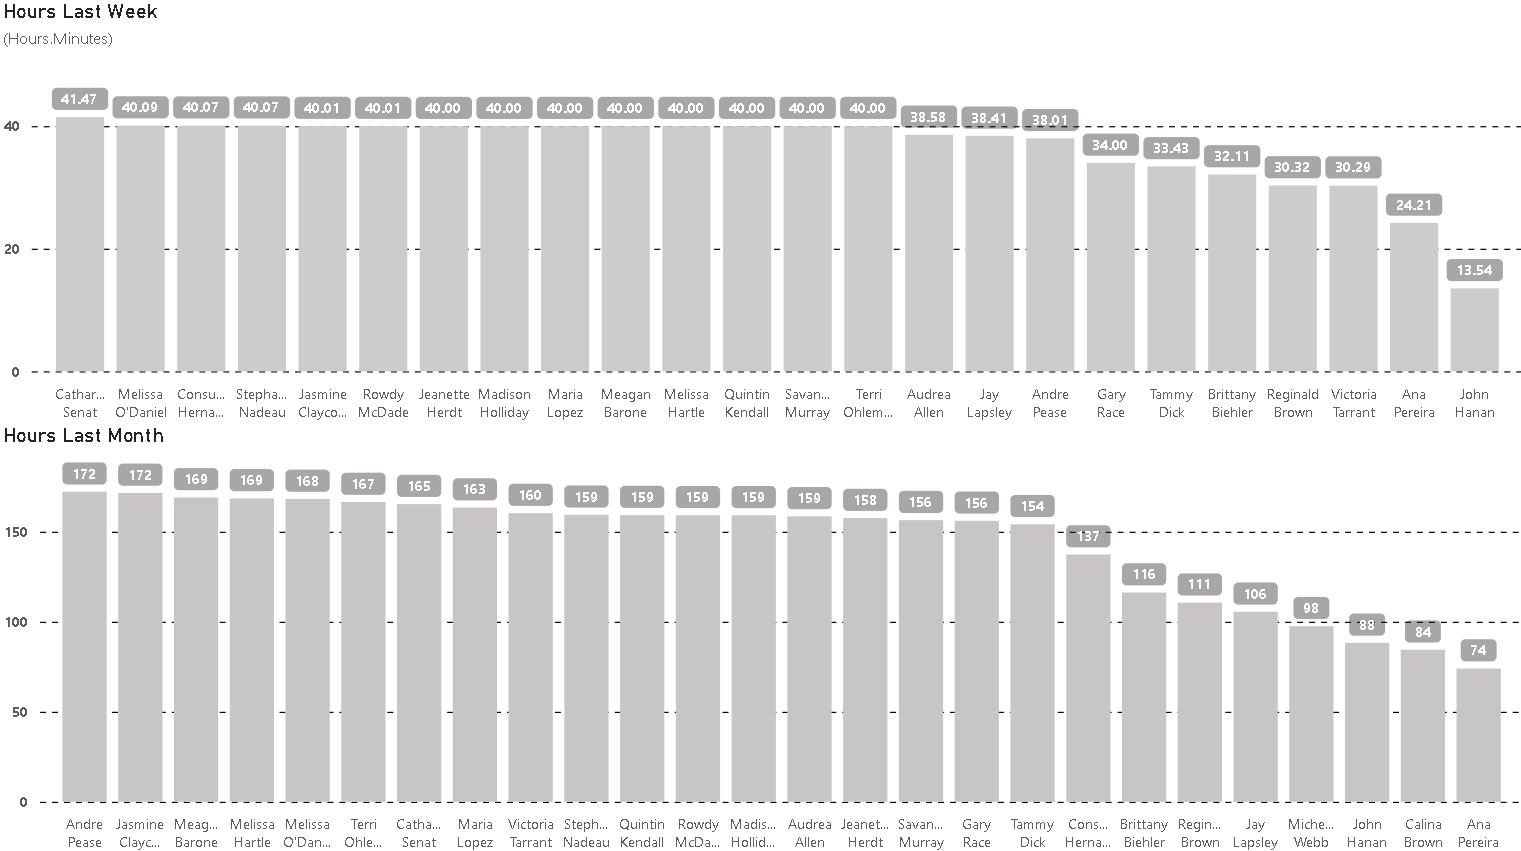 Hours Last Week
(Hours.Minutes)
41.47 40.09 40.07 40.07 40.01 40.01 40.00 40.00 40.00 40.00 40.00 40.00 40.00 40.00 38.58 38.41 38.01 34.00 33.43 32.11 30.32 30.29 24.21 13.54
40
20
0
Cathar... Melissa Consu... Stepha... Jasmine Rowdy Jeanette Madison Maria Meagan Melissa Quintin Savan... Terri Audrea Jay Andre Gary Tammy Brittany Reginald Victoria Ana John
Senat O'Daniel Herna... Nadeau Clayco... McDade Herdt Holliday Lopez Barone Hartle Kendall Murray Ohlem... Allen Lapsley Pease Race Dick Biehler Brown Tarrant Pereira Hanan
Hours Last Month
172 172 169 169 168 167 165 163 160 159 159 159 159 159 158 156 156 154 137 116 111 106 98 88 84 74
150
100
50
0
Andre Jasmine Meag... Melissa Melissa Terri Catha... Maria Victoria Steph... Quintin Rowdy Madis... Audrea Jeanet... Savan... Gary Tammy Cons... Brittany Regin... Jay Miche... John Calina Ana
Pease Clayc... Barone Hartle O'Dan... Ohle... Senat Lopez Tarrant Nadeau Kendall McDa... Hollid... Allen Herdt Murray Race Dick Herna... Biehler Brown Lapsley Webb Hanan Brown Pereira